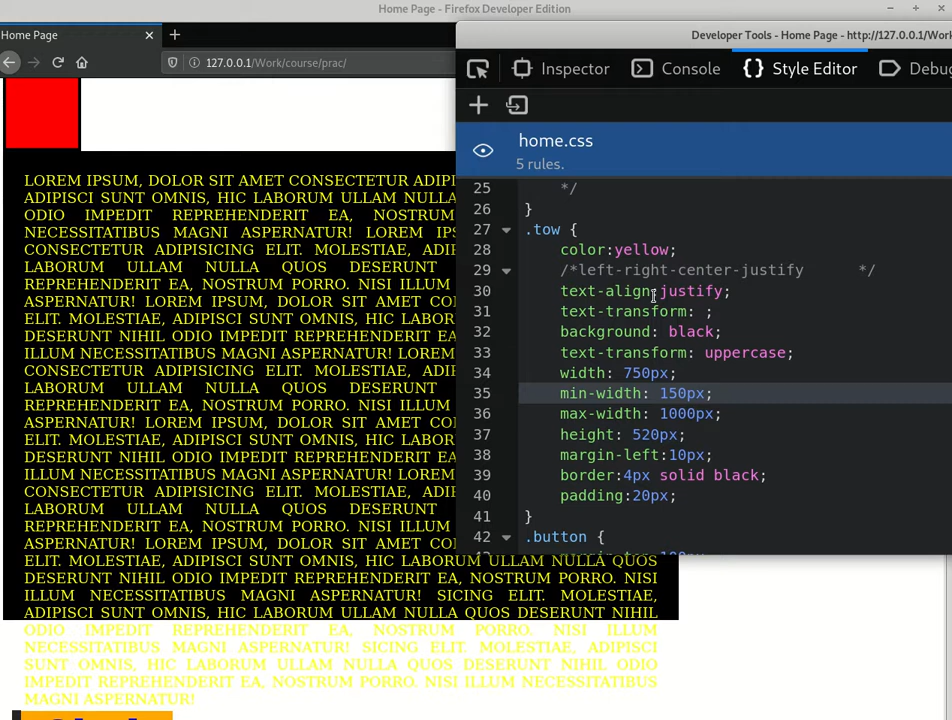 Home Page - Firefox Developer Edition
Home Page
127.0.0.1/Work/course/prac/
Developer Tools - Home Page - http://127.0.0.1/Work
Inspector
Console
Style Editor
Debug
home.css
5 rules.
25 */
26 }
27 .tow {
28 color:yellow;
29 /*left-right-center-justify */
30 text-align:justify;
31 text-transform: ;
32 background: black;
33 text-transform: uppercase;
34 width: 750px;
35 min-width: 150px;
36 max-width: 1000px;
37 height: 520px;
38 margin-left:10px;
39 border:4px solid black;
40 padding:20px;
41 }
42 .button {
LOREM IPSUM, DOLOR SIT AMET CONSECTETUR ADIPI
ADIPISCI SUNT OMNIS, HIC LABORUM ULLAM NULLA
ODIO IMPEDIT REPREHENDERIT EA, NOSTRUM
NECESSITATIBUS MAGNI ASPERNATUR! LOREM IPS
CONSECTETUR ADIPISICING ELIT. MOLESTIAE, ADIP
LABORUM ULLAM NULLA QUOS DESERUNT N
REPREHENDERIT EA, NOSTRUM PORRO. NISI ILLUM
ASPERNATUR! LOREM IPSUM, DOLOR SIT AMET CON
ELIT. MOLESTIAE, ADIPISCI SUNT OMNIS, HIC LABO
DESERUNT NIHIL ODIO IMPEDIT REPREHENDERIT E
ILLUM NECESSITATIBUS MAGNI ASPERNATUR! LORE
CONSECTETUR ADIPISICING ELIT. MOLESTIAE, ADIP
LABORUM ULLAM NULLA QUOS DESERUNT N
REPREHENDERIT EA, NOSTRUM PORRO. NISI ILLUM
ASPERNATUR! LOREM IPSUM, DOLOR SIT AMET CON
ELIT. MOLESTIAE, ADIPISCI SUNT OMNIS, HIC LABO
DESERUNT NIHIL ODIO IMPEDIT REPREHENDERIT E
ILLUM NECESSITATIBUS MAGNI ASPERNATUR! LORE
CONSECTETUR ADIPISICING ELIT. MOLESTIAE, ADIP
LABORUM ULLAM NULLA QUOS DESERUNT N
REPREHENDERIT EA, NOSTRUM PORRO. NISI ILLUM
ASPERNATUR! LOREM IPSUM, DOLOR SIT AMET CON
ELIT. MOLESTIAE, ADIPISCI SUNT OMNIS, HIC LABORUM ULLAM NULLA QUOS
DESERUNT NIHIL ODIO IMPEDIT REPREHENDERIT EA, NOSTRUM PORRO. NISI
ILLUM NECESSITATIBUS MAGNI ASPERNATUR! SICING ELIT. MOLESTIAE,
ADIPISCI SUNT OMNIS, HIC LABORUM ULLAM NULLA QUOS DESERUNT NIHIL
ODIO IMPEDIT REPREHENDERIT EA, NOSTRUM PORRO. NISI ILLUM
NECESSITATIBUS MAGNI ASPERNATUR! SICING ELIT. MOLESTIAE, ADIPISCI
SUNT OMNIS, HIC LABORUM ULLAM NULLA QUOS DESERUNT NIHIL ODIO
IMPEDIT REPREHENDERIT EA, NOSTRUM PORRO. NISI ILLUM NECESSITATIBUS
MAGNI ASPERNATUR!